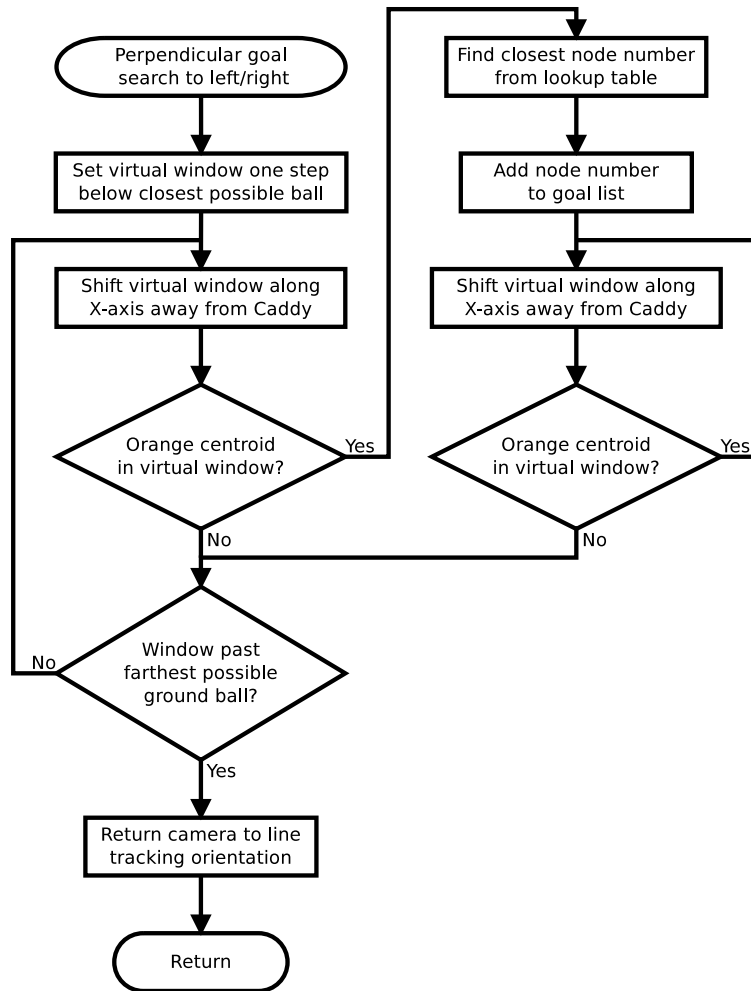 Perpendicular goal
search to left/right
Set virtual window one step
below closest possible ball
Shift virtual window along
X-axis away from Caddy
Orange centroid
in virtual window?
Yes
No
Find closest node number
from lookup table
Add node number
to goal list
Shift virtual window along
X-axis away from Caddy
Orange centroid
in virtual window?
Yes
No
Window past
farthest possible
ground ball?
No
Yes
Return camera to line
tracking orientation
Return